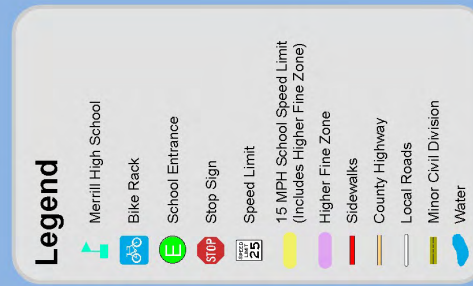 Legend
Merrill High School
Bike Rack
E
School Entrance
STOP
Stop Sign
SPEED
LIMIT
25
Speed Limit
15 MPH School Speed Limit
(Includes Higher Fine Zone)
Higher Fine Zone
Sidewalks
County Highway
Local Roads
Minor Civil Division
Water